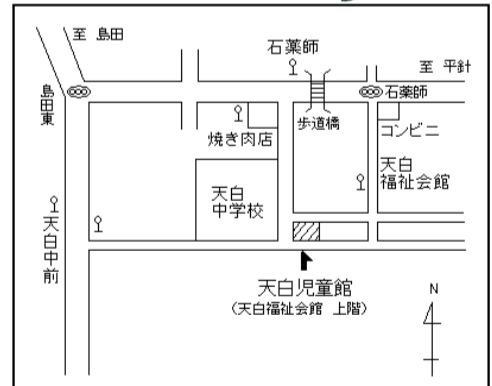 至 島田
石薬師
至 平針
島田東
石薬師
焼き肉店
歩道橋
コンビニ
天白
福祉会館
天白
中学校
天白中前
天白児童館
(天白福祉会館 上階)
N